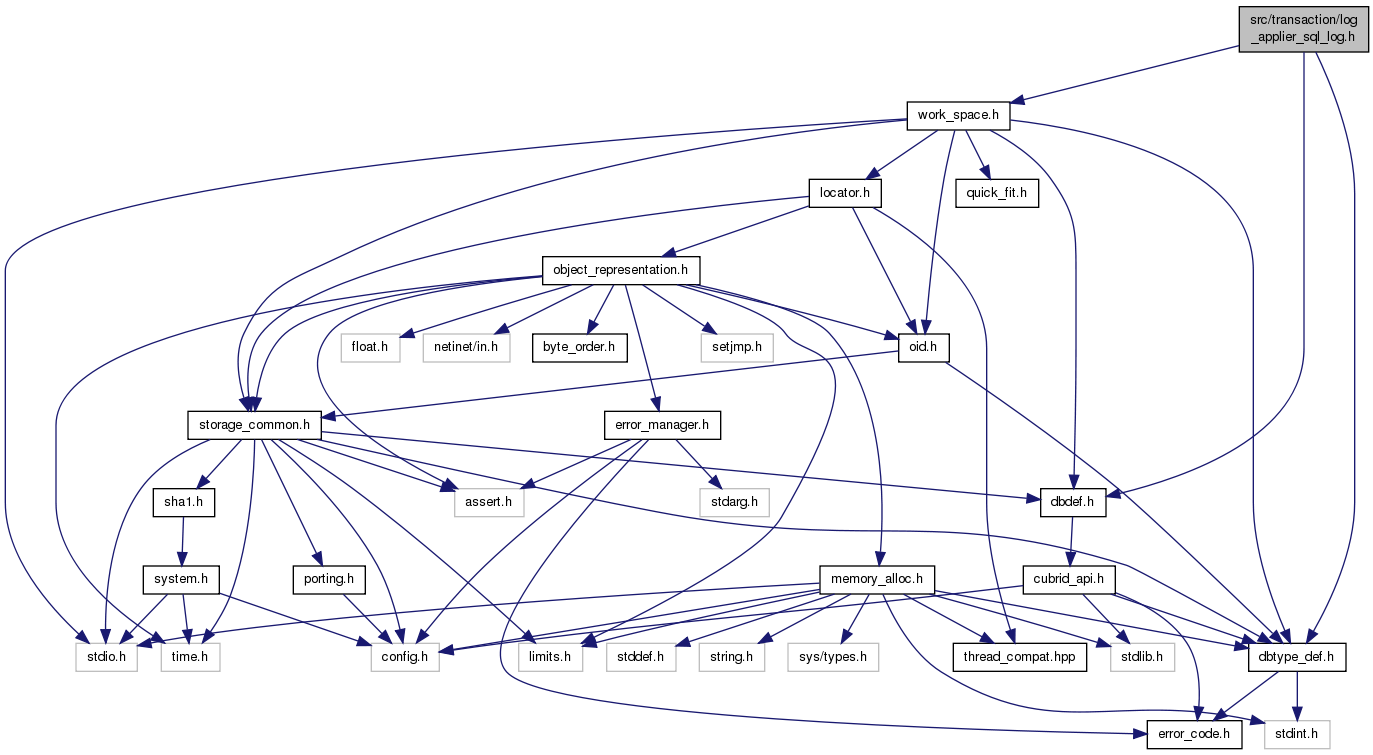 src/transaction/log
_applier_sql_log.h
work_space.h
locator.h
quick_fit.h
object_representation.h
float.h
netinet/in.h
byte_order.h
setjmp.h
oid.h
storage_common.h
error_manager.h
sha1.h
assert.h
stdarg.h
dbdef.h
system.h
porting.h
memory_alloc.h
cubrid_api.h
stdio.h
time.h
config.h
limits.h
stddef.h
string.h
sys/types.h
thread_compat.hpp
stdlib.h
dbtype_def.h
error_code.h
stdint.h